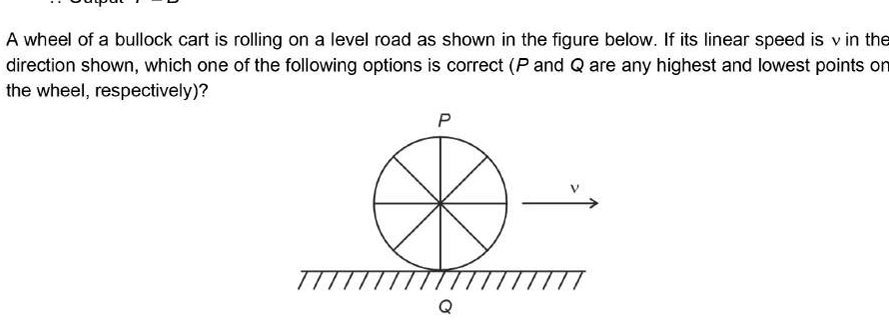 A wheel of a bullock cart is rolling on a level road as shown in the figure below. If its linear speed is v in the
direction shown, which one of the following options is correct (P and Q are any highest and lowest points on
the wheel, respectively)?
P
v
Q